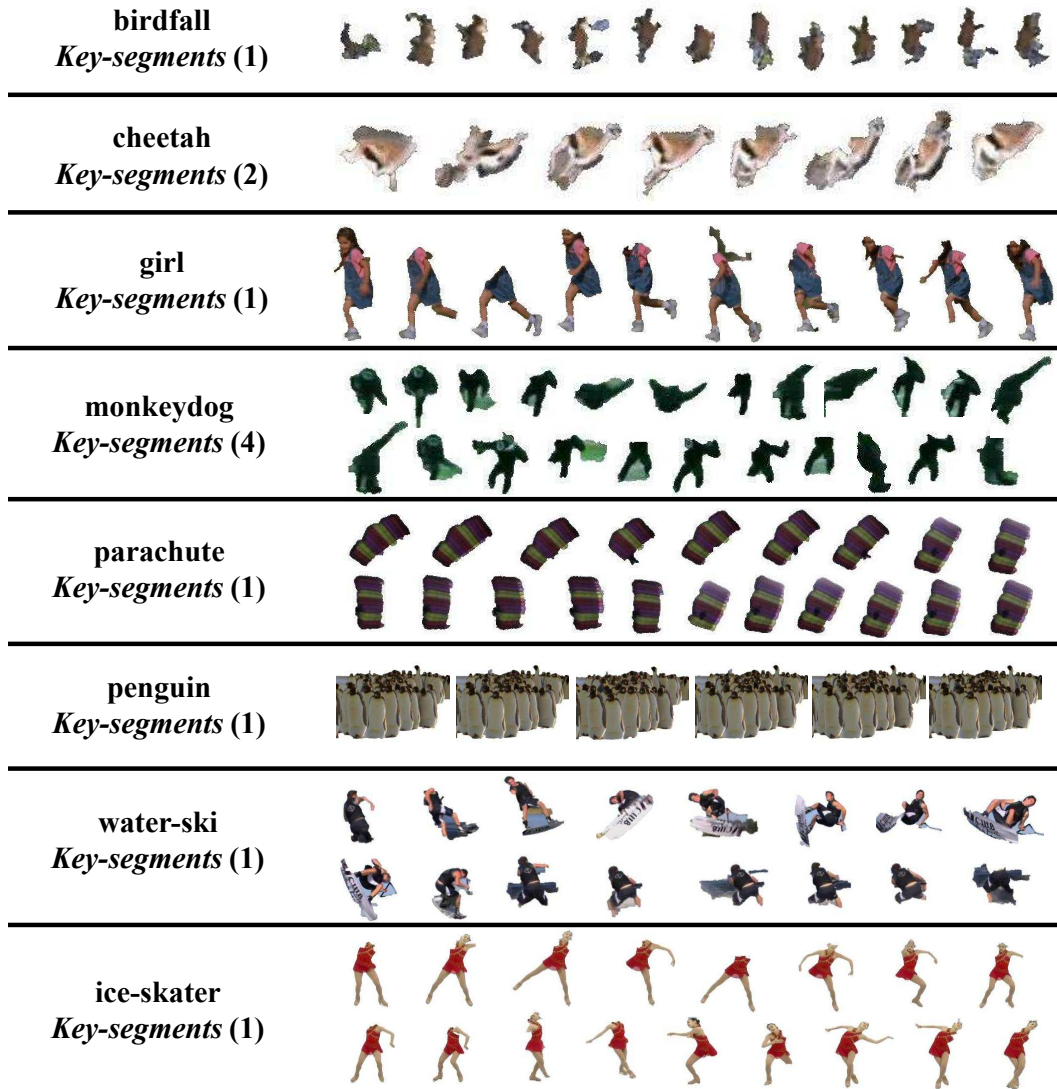 birdfall
Key-segments (1)
cheetah
Key-segments (2)
girl
Key-segments (1)
monkeydog
Key-segments (4)
parachute
Key-segments (1)
penguin
Key-segments (1)
water-ski
Key-segments (1)
ice-skater
Key-segments (1)